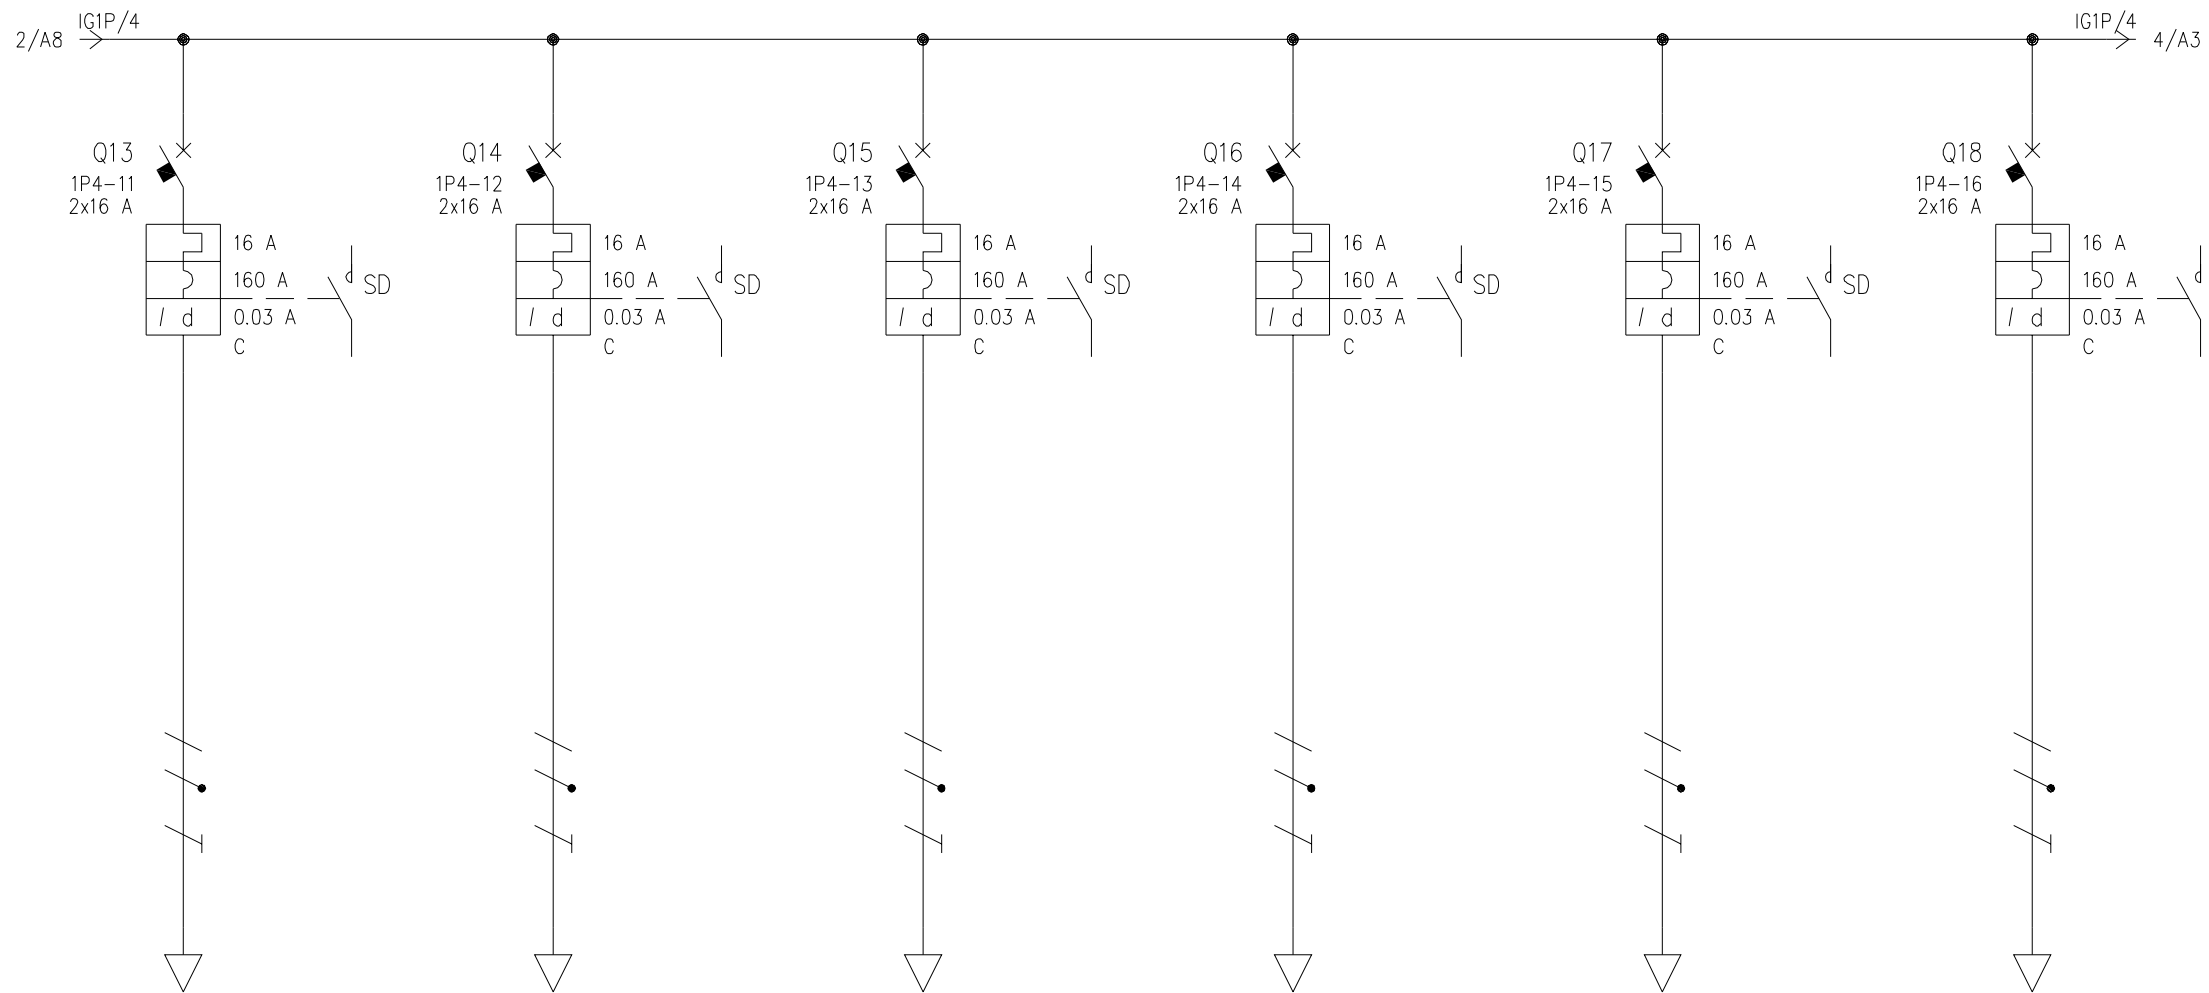 IG1P/4
IG1P/4
2/A8
4/A3
Q13
1P4-11
2x16 A
16 A
160 A
SD
I d
0.03 A
C
Q14
1P4-12
2x16 A
16 A
160 A
SD
I d
0.03 A
C
Q15
1P4-13
2x16 A
16 A
160 A
SD
I d
0.03 A
C
Q16
1P4-14
2x16 A
16 A
160 A
SD
I d
0.03 A
C
Q17
1P4-15
2x16 A
16 A
160 A
SD
I d
0.03 A
C
Q18
1P4-16
2x16 A
16 A
160 A
I d
0.03 A
C